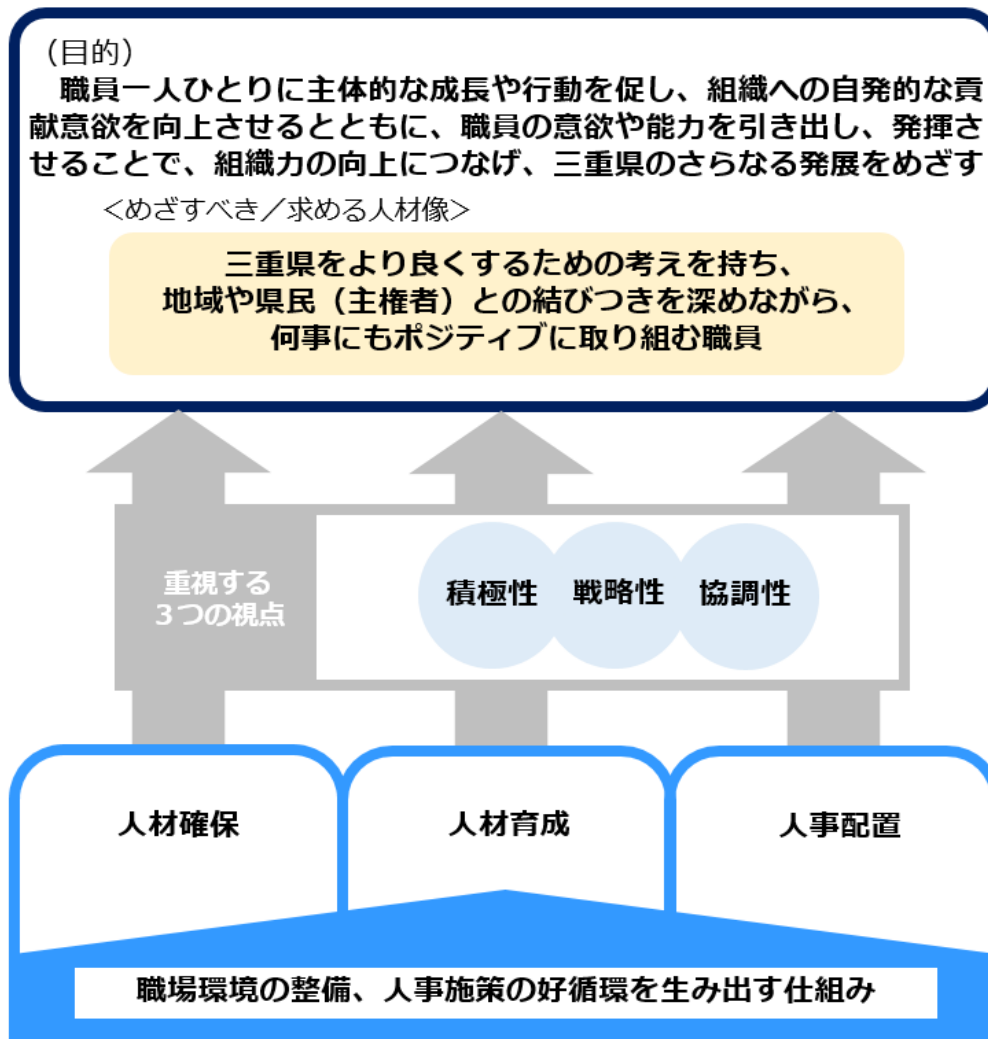 （目的）
職員一人ひとりに主体的な成長や行動を促し、組織への自発的な貢
献意欲を向上させるとともに、職員の意欲や能力を引き出し、発揮さ
せることで、組織力の向上につなげ、三重県のさらなる発展をめざす
＜めざすべき／求める人材像＞
三重県をより良くするための考えを持ち、
地域や県民（主権者）との結びつきを深めながら、
何事にもポジティブに取り組む職員
重視する
３つの視点
積極性
戦略性
協調性
人材確保
人材育成
人事配置
職場環境の整備、人事施策の好循環を生み出す仕組み